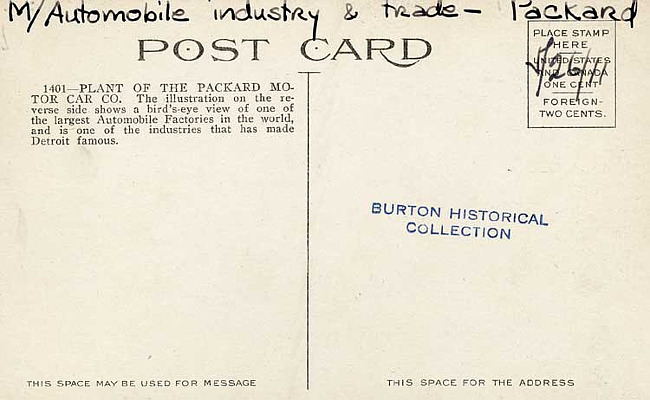 M/Automobile industry & trade - Packard
POST CARD
1401—PLANT OF THE PACKARD MO-
TOR CAR CO. The illustration on the re-
verse side shows a bird's-eye view of one of
the largest Automobile Factories in the world,
and is one of the industries that has made
Detroit famous.
PLACE STAMP
HERE
UNITED STATES
AND CANADA
ONE CENT
FOREIGN-
TWO CENTS.
BURTON HISTORICAL
COLLECTION
THIS SPACE MAY BE USED FOR MESSAGE
THIS SPACE FOR THE ADDRESS